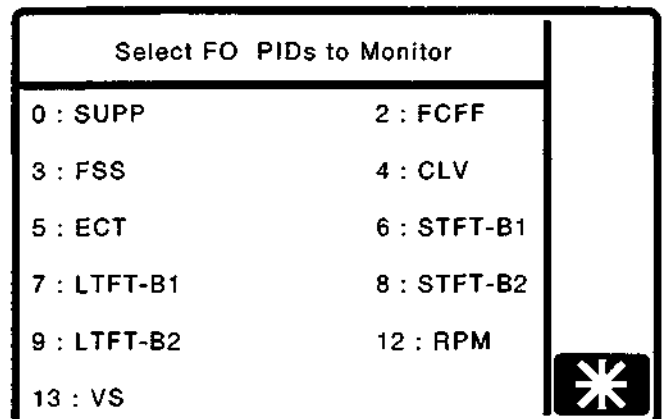 Select FO PIDs to Monitor
0 : SUPP 2 : FCFF
3 : FSS 4 : CLV
5 : ECT 6 : STFT-B1
7 : LTFT-B1 8 : STFT-B2
9 : LTFT-B2 12 : RPM
13 : VS